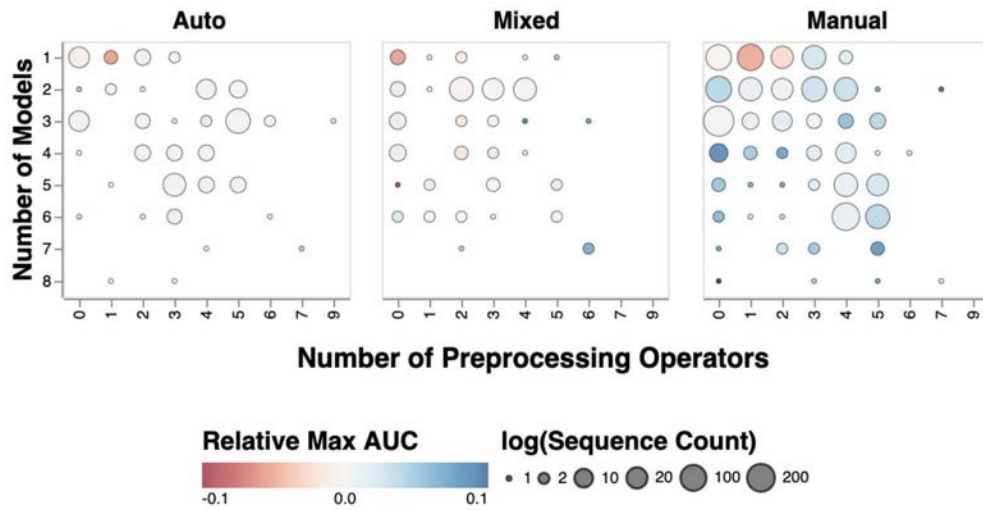 Auto Mixed Manual
Number of Models
1
2
3
4
5
6
7
8
0 1 2 3 4 5 6 7 9 0 1 2 3 4 5 6 7 9 0 1 2 3 4 5 6 7 9
Number of Preprocessing Operators
Relative Max AUC log(Sequence Count)
1 2 10 20 100 200
-0.1 0.0 0.1